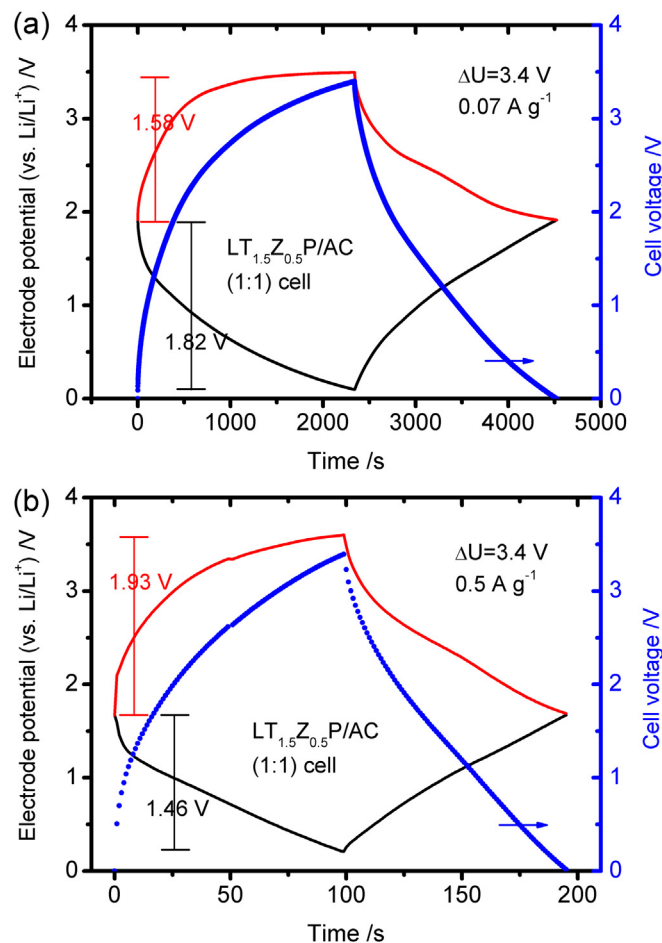 (a)
Electrode potential (vs. Li/Li⁺) /V
4
3
2
1
0
1.58 V
1.82 V
ΔU=3.4 V
0.07 A g⁻¹
LT₁.₅Z₀.₅P/AC
(1:1) cell
4
3
2
1
0
Cell voltage /V
0 1000 2000 3000 4000 5000
Time /s
(b)
Electrode potential (vs. Li/Li⁺) /V
4
3
2
1
0
1.93 V
1.46 V
ΔU=3.4 V
0.5 A g⁻¹
LT₁.₅Z₀.₅P/AC
(1:1) cell
4
3
2
1
0
Cell voltage /V
0 50 100 150 200
Time /s